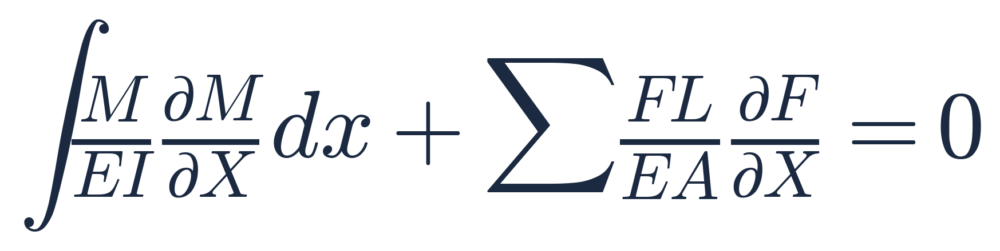 ∫ M/EI ∂M/∂X dx + ∑ FL/EA ∂F/∂X = 0